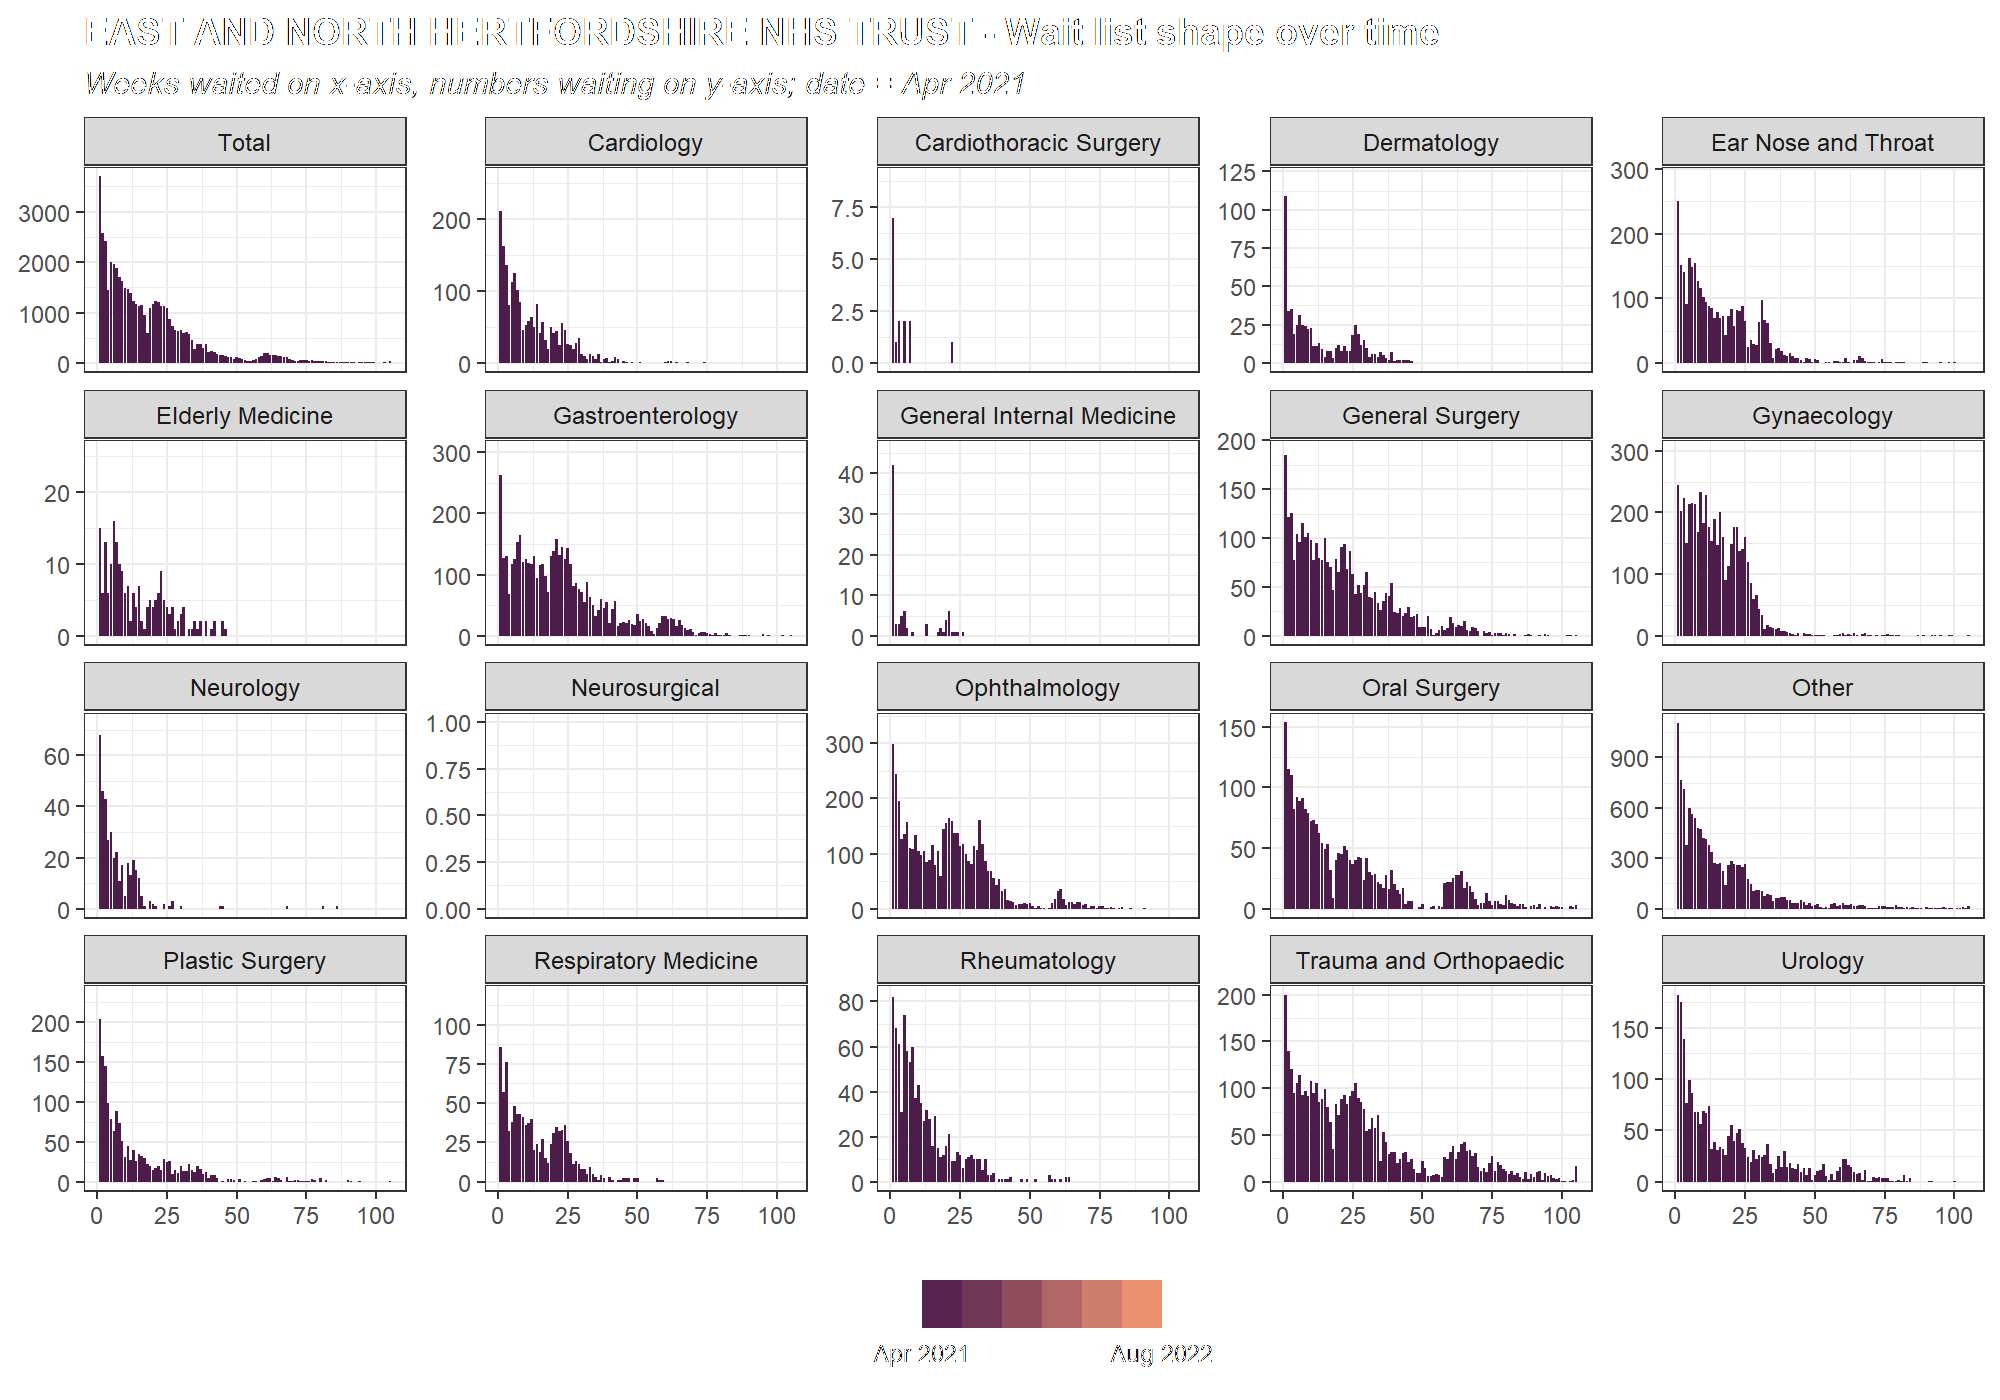 EAST AND NORTH HERTFORDSHIRE NHS TRUST - Wait list shape over time
Weeks waited on x-axis, numbers waiting on y-axis; date = Apr 2021
Total Cardiology Cardiothoracic Surgery Dermatology Ear Nose and Throat
3000 2000 1000 0
200 100 0
7.5 5.0 2.5 0.0
125 100 75 50 25 0
300 200 100 0
Elderly Medicine Gastroenterology General Internal Medicine General Surgery Gynaecology
20 10 0
300 200 100 0
40 30 20 10 0
200 150 100 50 0
300 200 100 0
Neurology Neurosurgical Ophthalmology Oral Surgery Other
60 40 20 0
1.00 0.75 0.50 0.25 0.00
300 200 100 0
150 100 50 0
900 600 300 0
Plastic Surgery Respiratory Medicine Rheumatology Trauma and Orthopaedic Urology
200 150 100 50 0
100 75 50 25 0
80 60 40 20 0
200 150 100 50 0
150 100 50 0
0 25 50 75 100 0 25 50 75 100 0 25 50 75 100 0 25 50 75 100 0 25 50 75 100
Apr 2021 Aug 2022